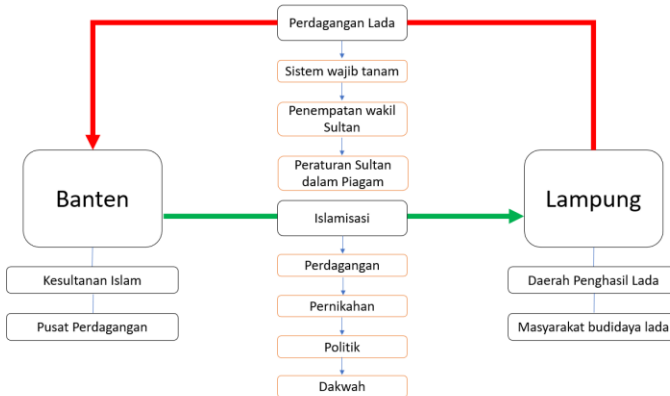 Perdagangan Lada
Sistem wajib tanam
Penempatan wakil
Sultan
Peraturan Sultan
dalam Piagam
Banten
Lampung
Islamisasi
Kesultanan Islam
Pusat Perdagangan
Perdagangan
Pernikahan
Politik
Dakwah
Daerah Penghasil Lada
Masyarakat budidaya lada